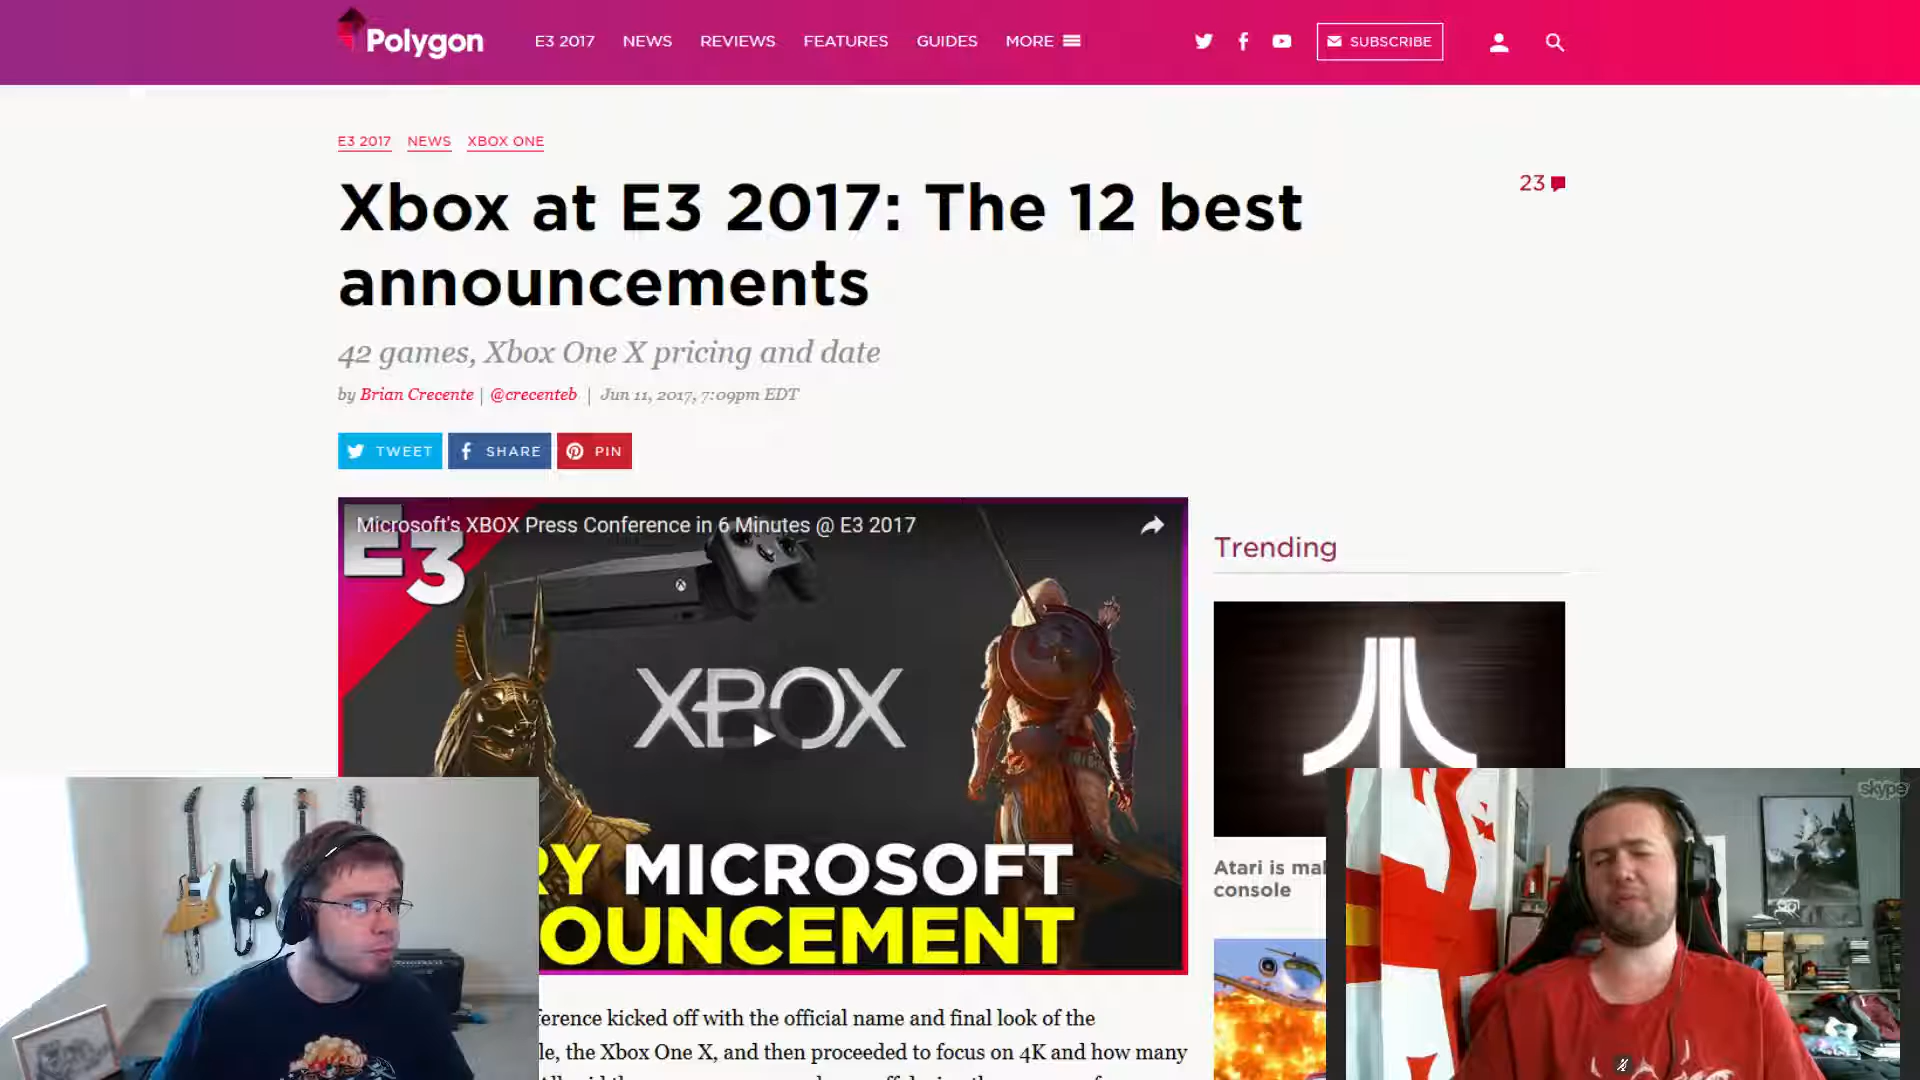 Polygon
E3 2017 NEWS REVIEWS FEATURES GUIDES MORE
SUBSCRIBE
E3 2017 NEWS XBOX ONE
23
Xbox at E3 2017: The 12 best
announcements
42 games, Xbox One X pricing and date
by Brian Crecente | @crecenteb | Jun 11, 2017, 7:09pm EDT
TWEET SHARE PIN
Microsoft's XBOX Press Conference in 6 Minutes @ E3 2017
E3
XBOX
RY MICROSOFT
OUNCEMENT
Trending
Atari is mal
console
skype
ference kicked off with the official name and final look of the
le, the Xbox One X, and then proceeded to focus on 4K and how many